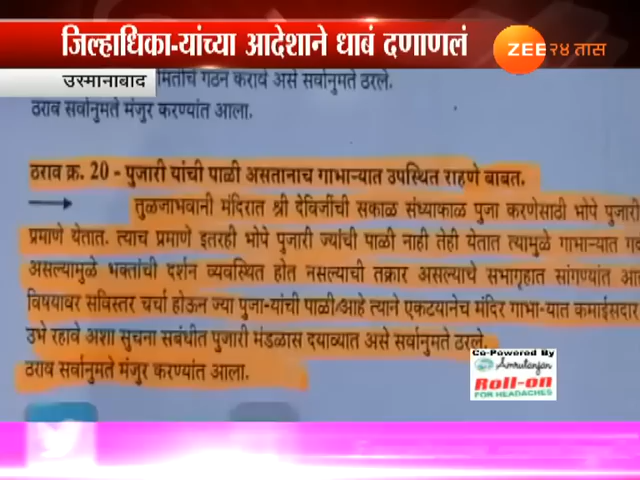 जिल्हाधिका-यांच्या आदेशाने धाबं दणाणलं
ZEE २४ तास
उस्मानाबाद
मितीचे गठन करावे असे सर्वानुमते ठरले.
ठराव सर्वानुमते मंजुर करण्यांत आला.
ठराव क्र. 20 - पुजारी यांची पाळी असतानाच गाभान्यात उपस्थित राहणे बाबत.
तुळजाभवानी मंदिरात श्री देविजींची सकाळ संध्याकाळ पुजा करणेसाठी भोपे पुजारी
प्रमाणे येतात. त्याच प्रमाणे इतरही भोपे पुजारी ज्यांची पाळी नाही तेही येतात त्यामुळे गाभान्यात ग
असल्यामुळे भक्तांची दर्शन व्यवस्थित होत नसल्याची तक्रार असल्याचे सभागृहात सांगण्यांत आ
विषयावर सविस्तर चर्चा होऊन ज्या पुजा-यांची पाळी आहे त्याने एकटयानेच मंदिर गाभा-यात कमाईसदार
उभे रहावे अशा सुचना सबंधीत पुजारी मंडळास दयाव्यात असे सर्वानुमते ठरले.
ठराव सर्वानुमते मंजुर करण्यांत आला.
Co-Powered By
Amrutanjan
Roll-on
FOR HEADACHES